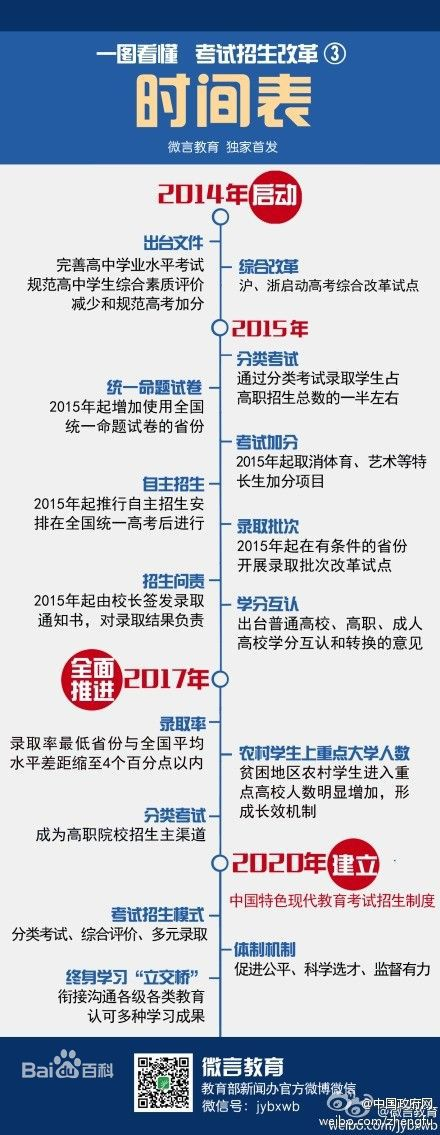 一图看懂 考试招生改革③
时间表
微言教育 独家首发
2014年启动
出台文件
完善高中学业水平考试
规范高中学生综合素质评价
减少和规范高考加分
综合改革
沪、浙启动高考综合改革试点
2015年
分类考试
通过分类考试录取学生占
高职招生总数的一半左右
统一命题试卷
2015年起增加使用全国
统一命题试卷的省份
考试加分
2015年起取消体育、艺术等特
长生加分项目
自主招生
2015年起推行自主招生安
排在全国统一高考后进行
录取批次
2015年起在有条件的省份
开展录取批次改革试点
招生问责
2015年起由校长签发录取
通知书，对录取结果负责
学分互认
出台普通高校、高职、成人
高校学分互认和转换的意见
全面
推进
2017年
录取率
录取率最低省份与全国平均
水平差距缩至4个百分点以内
农村学生上重点大学人数
贫困地区农村学生进入重
点高校人数明显增加，形
成长效机制
分类考试
成为高职院校招生主渠道
2020年建立
中国特色现代教育考试招生制度
考试招生模式
分类考试、综合评价、多元录取
体制机制
促进公平、科学选才、监督有力
终身学习“立交桥”
衔接沟通各级各类教育
认可多种学习成果
Bai百科
微言教育
教育部新闻办官方微博微信
微信号：jybxwb
@中国政府网
@微言教育
weibo.com/zhengfu
weibo.com/jybxwb